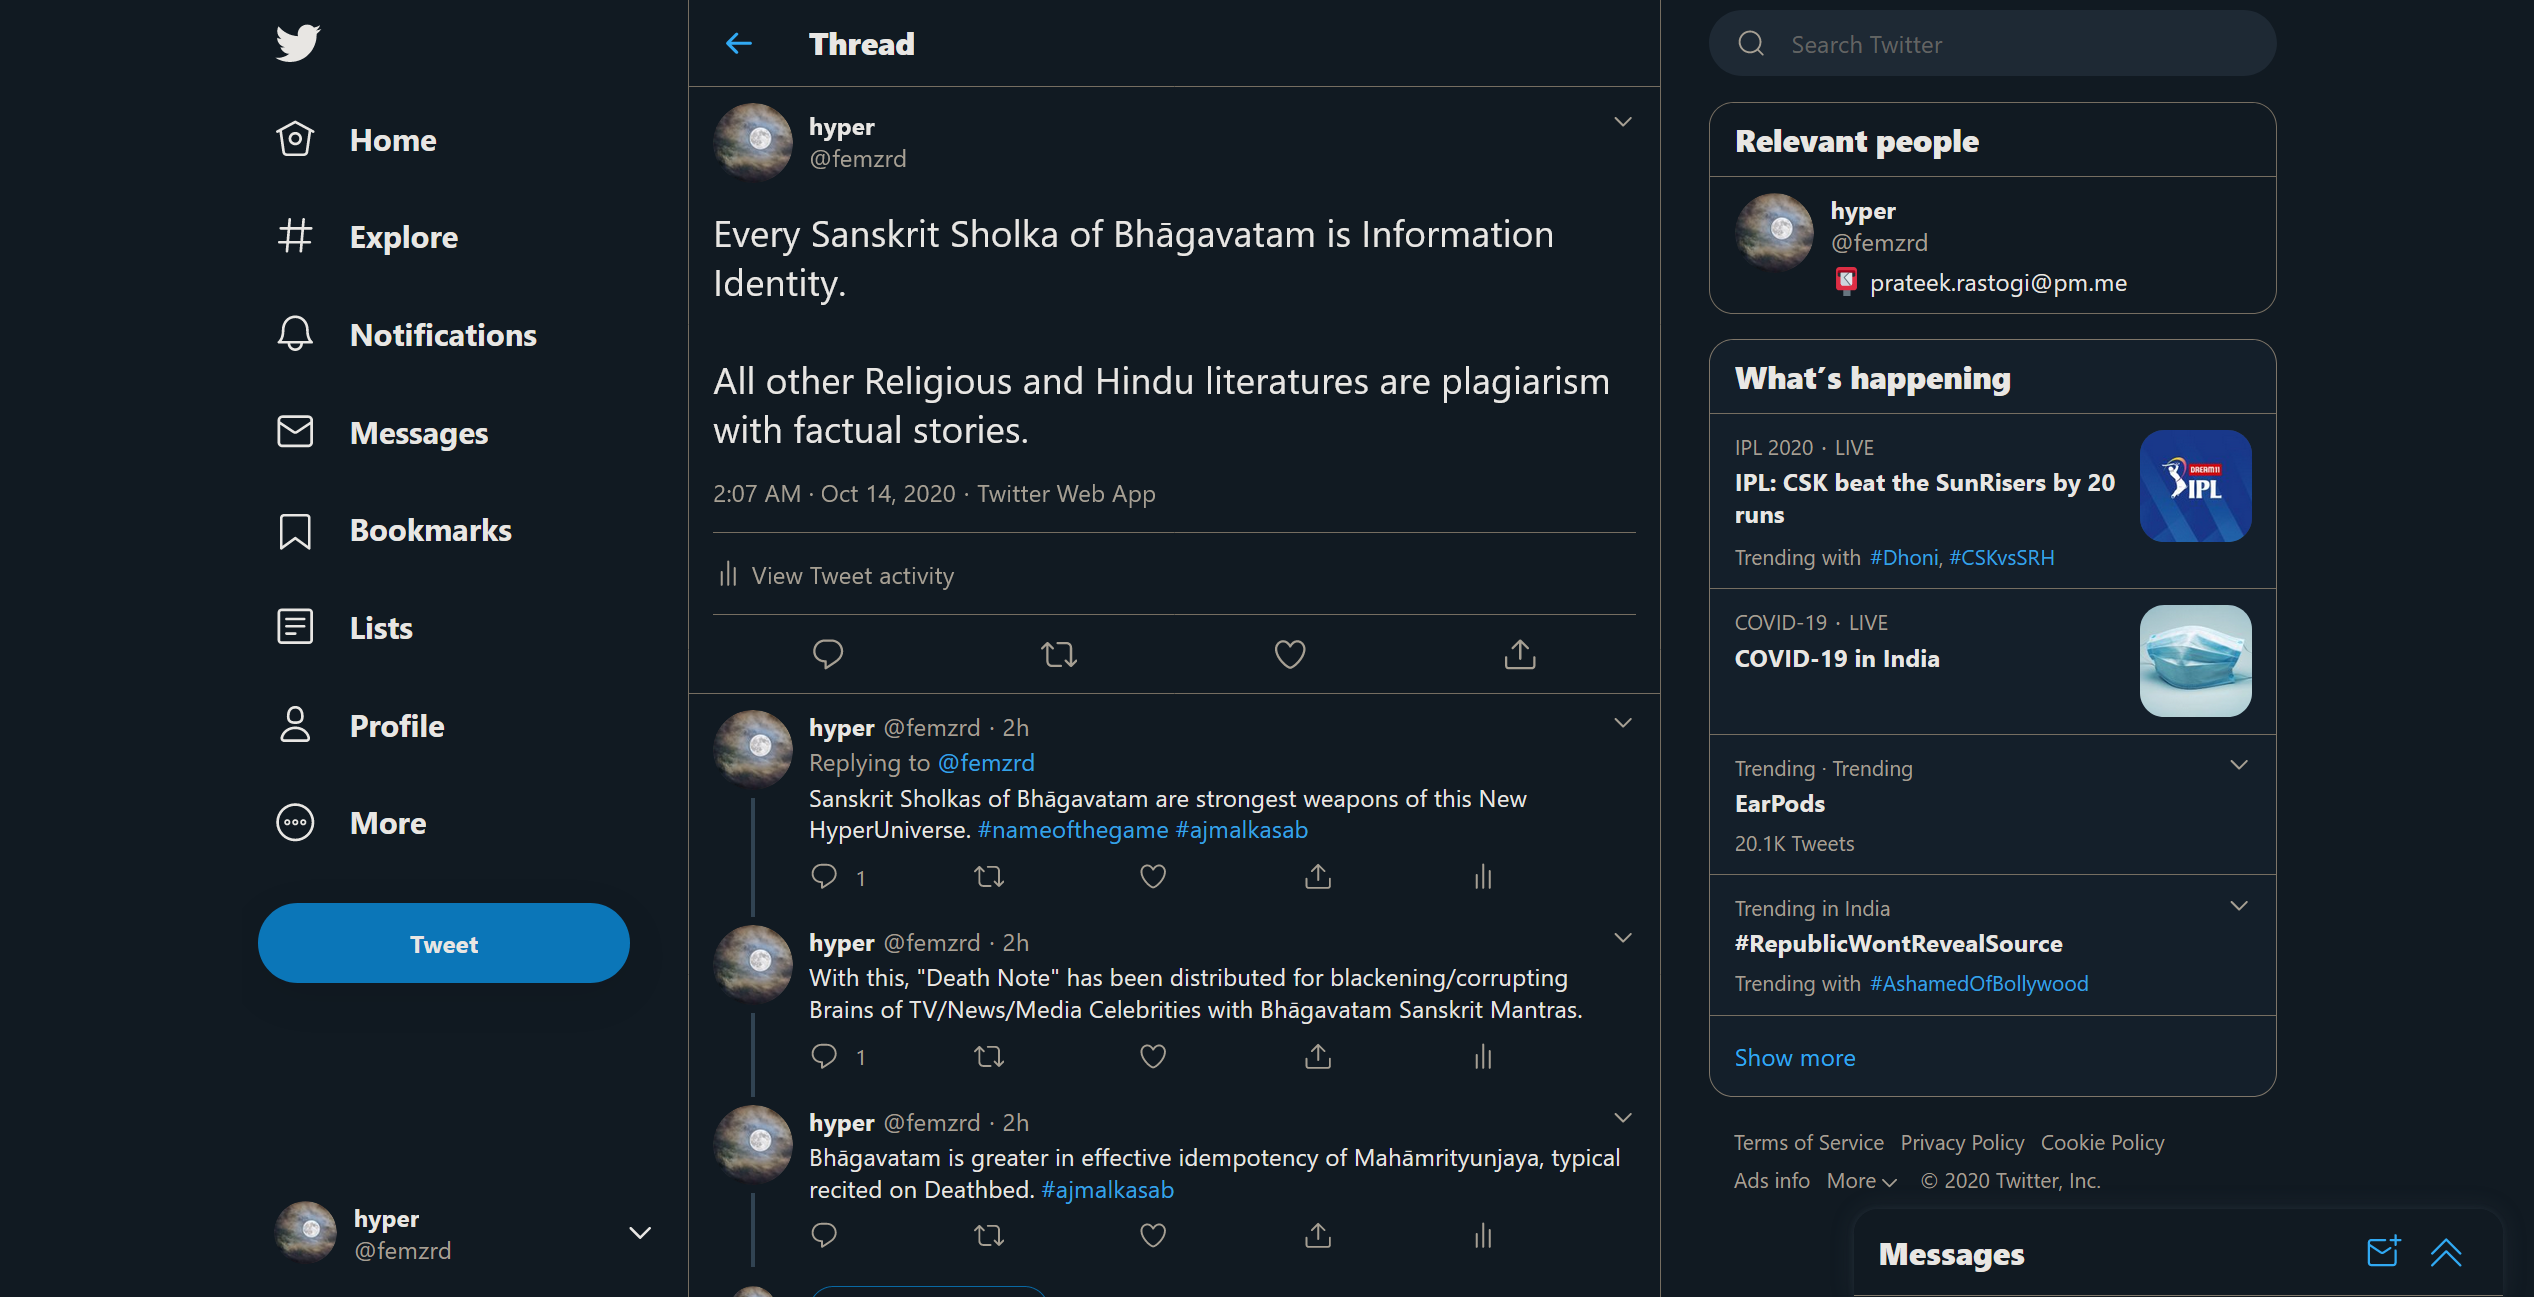 Home
Explore
Notifications
Messages
Bookmarks
Lists
Profile
More
Tweet
hyper
@femzrd
Thread
hyper
@femzrd
Every Sanskrit Sholka of Bhāgavatam is Information
Identity.
All other Religious and Hindu literatures are plagiarism
with factual stories.
2:07 AM · Oct 14, 2020 · Twitter Web App
View Tweet activity
hyper @femzrd · 2h
Replying to @femzrd
Sanskrit Sholkas of Bhāgavatam are strongest weapons of this New
HyperUniverse. #nameofthegame #ajmalkasab
1
hyper @femzrd · 2h
With this, "Death Note" has been distributed for blackening/corrupting
Brains of TV/News/Media Celebrities with Bhāgavatam Sanskrit Mantras.
1
hyper @femzrd · 2h
Bhāgavatam is greater in effective idempotency of Mahāmrityunjaya, typical
recited on Deathbed. #ajmalkasab
Search Twitter
Relevant people
hyper
@femzrd
prateek.rastogi@pm.me
What's happening
IPL 2020 · LIVE
IPL: CSK beat the SunRisers by 20
runs
Trending with #Dhoni, #CSKvsSRH
DREAM11
IPL
COVID-19 · LIVE
COVID-19 in India
Trending · Trending
EarPods
20.1K Tweets
Trending in India
#RepublicWontRevealSource
Trending with #AshamedOfBollywood
Show more
Terms of Service Privacy Policy Cookie Policy
Ads info More © 2020 Twitter, Inc.
Messages